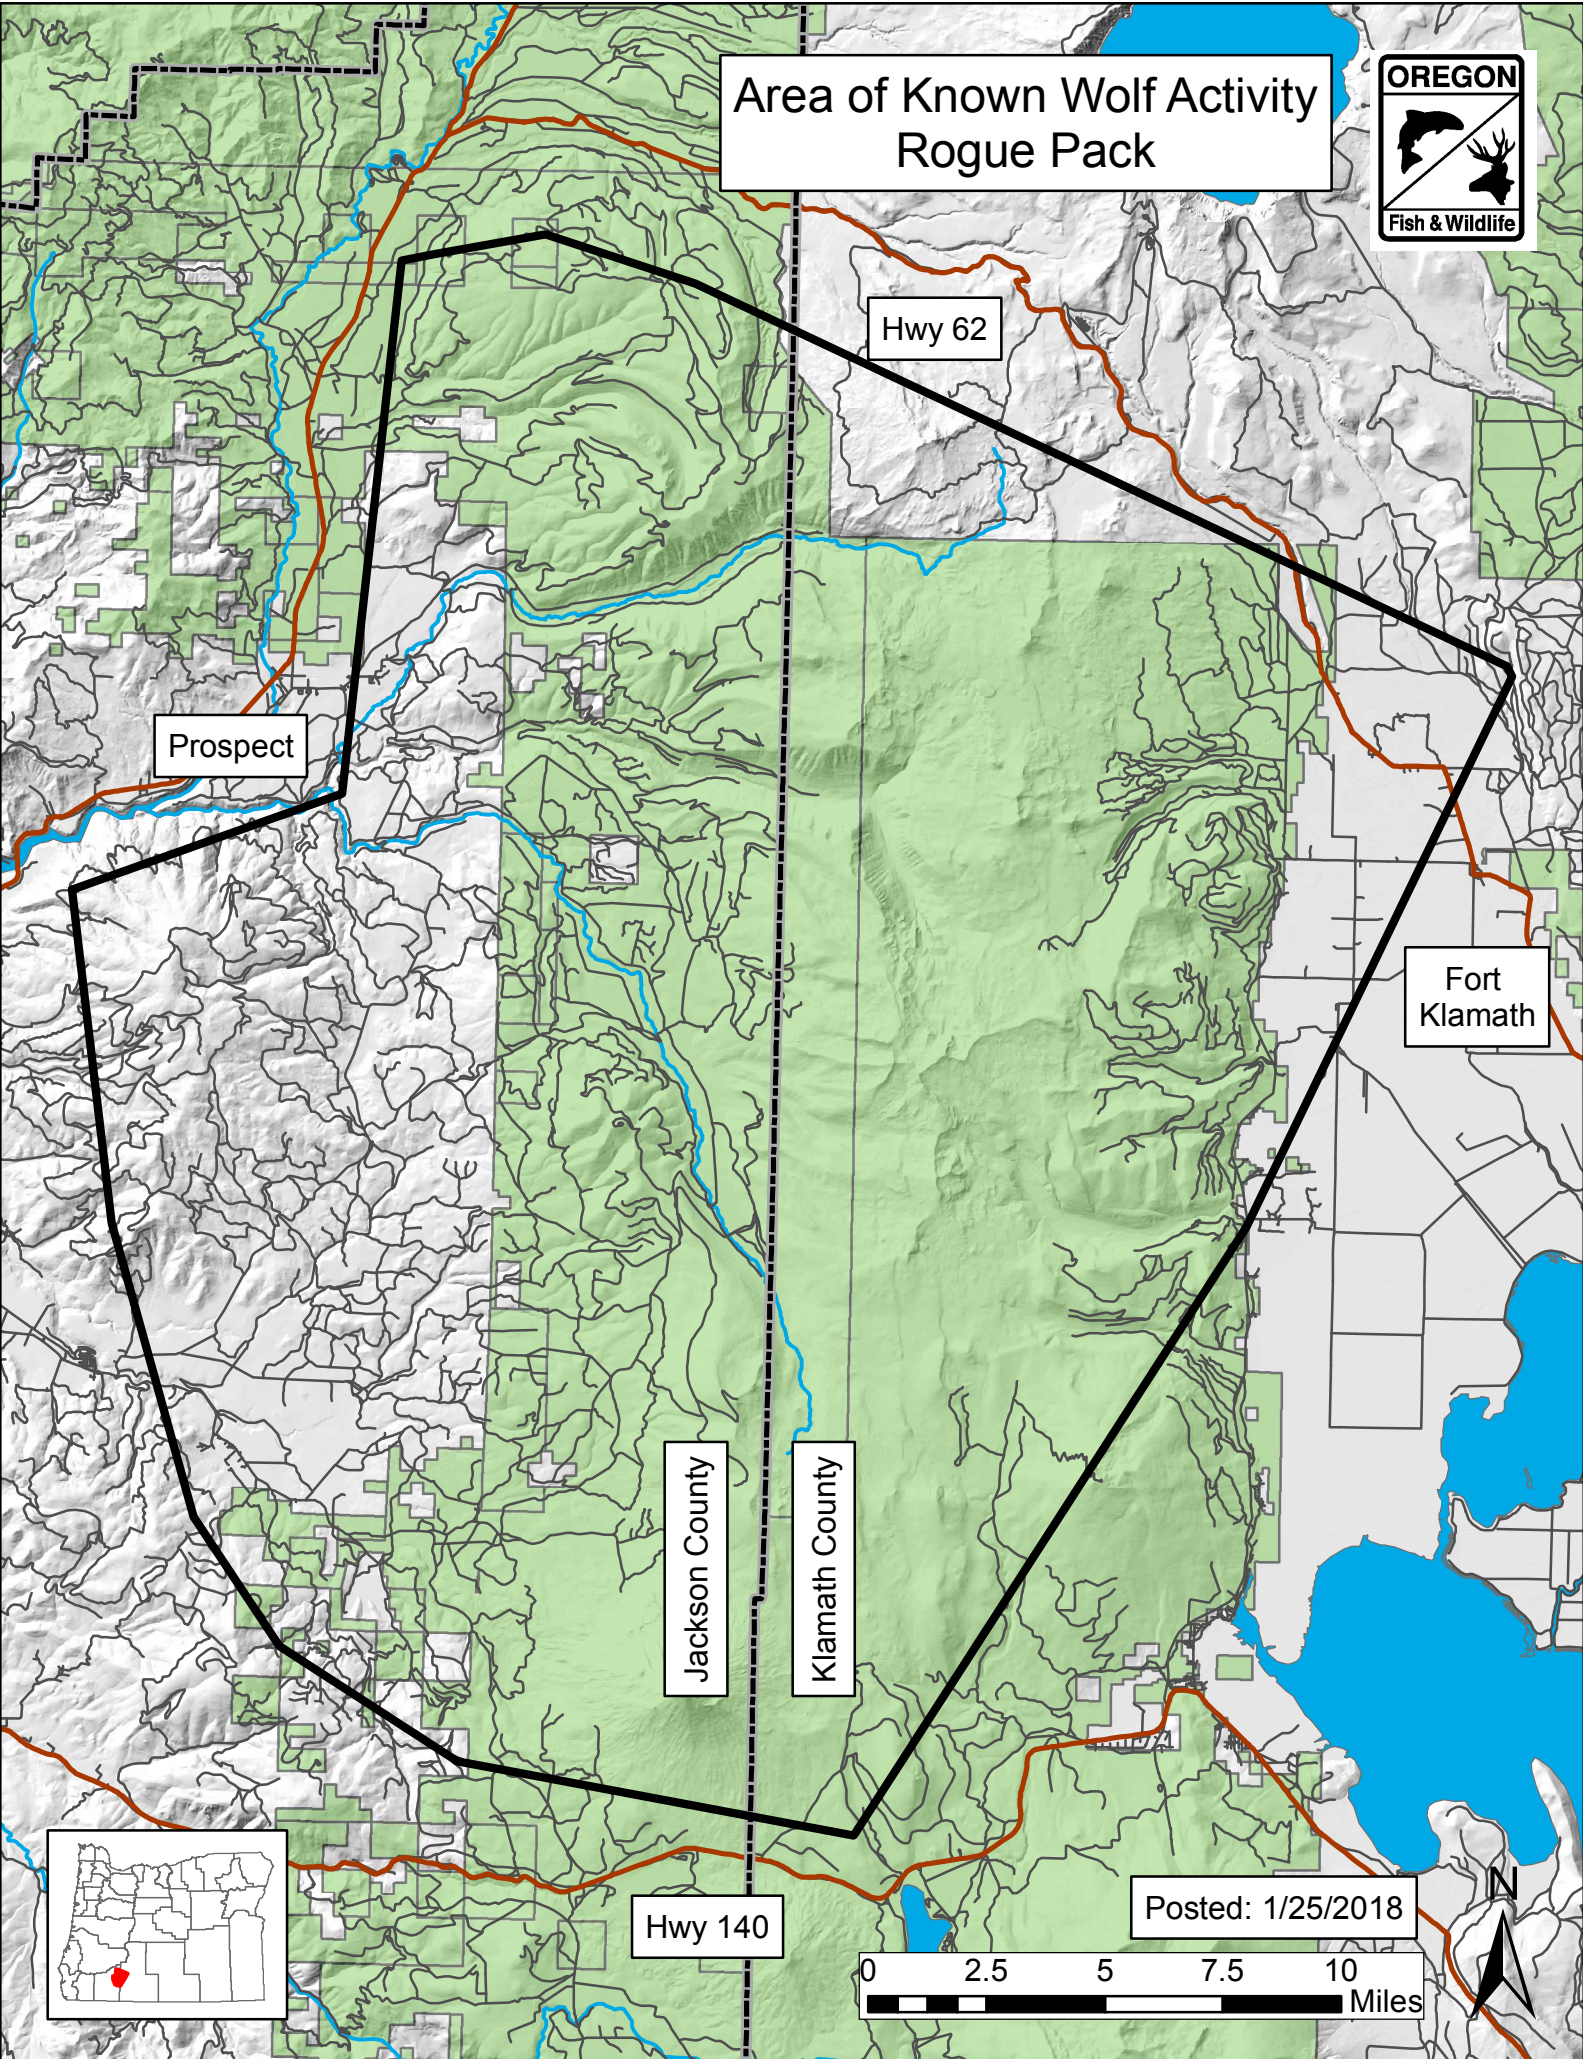 Area of Known Wolf Activity
Rogue Pack
OREGON
Fish & Wildlife
Hwy 62
Prospect
Fort
Klamath
Jackson County
Klamath County
Hwy 140
Posted: 1/25/2018
N
0 2.5 5 7.5 10
Miles